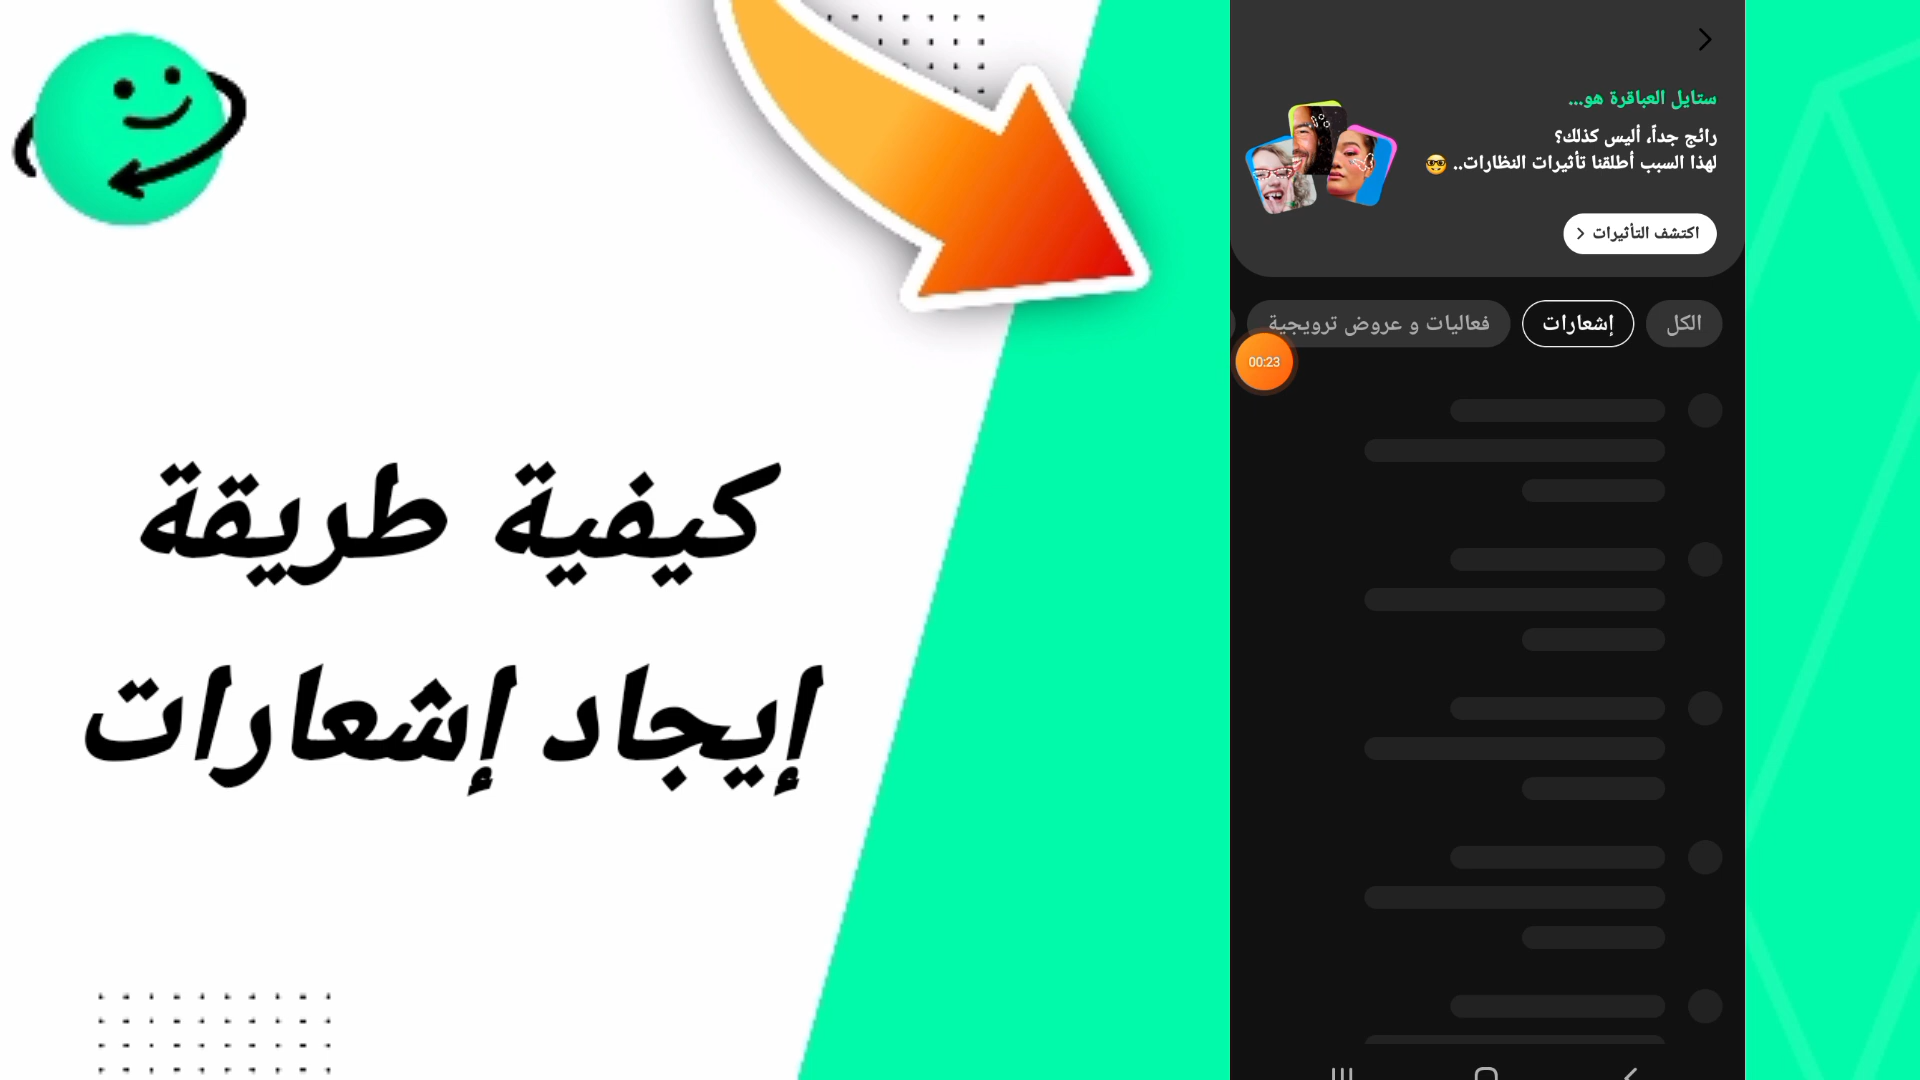 كيفية طريقة
إيجاد إشعارات
ستايل العباقرة هو...
رائج جداً، أليس كذلك؟
لهذا السبب أطلقنا تأثيرات النظارات.. 🤓
اكتشف التأثيرات
الكل
إشعارات
فعاليات و عروض ترويجية
00:23